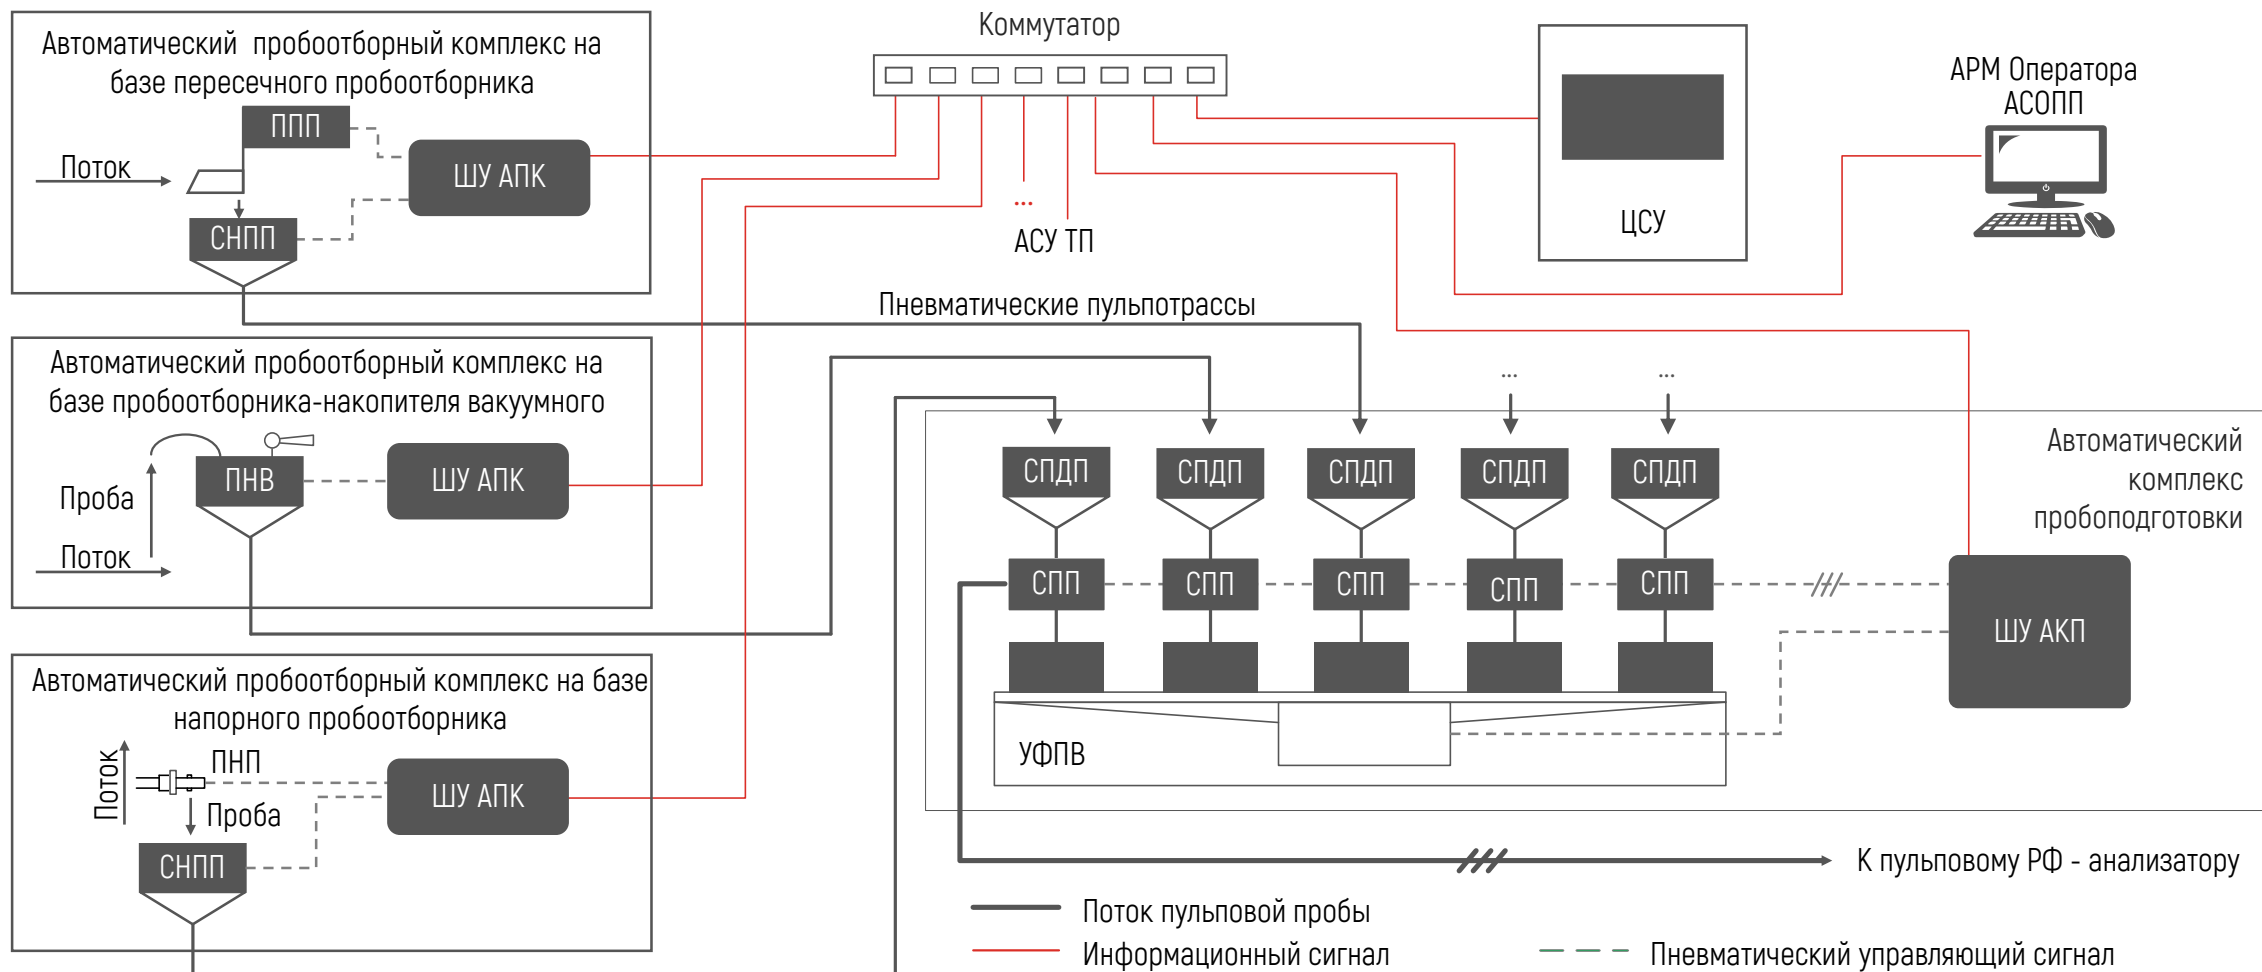 Автоматический пробоотборный комплекс на
базе пересечного пробоотборника
ППП
Поток
ШУ АПК
СНПП
Коммутатор
...
АСУ ТП
ЦСУ
АРМ Оператора
АСОПП
Пневматические пульпотрассы
Автоматический пробоотборный комплекс на
базе пробоотборника-накопителя вакуумного
ПНВ
ШУ АПК
Проба
Поток
Автоматический пробоотборный комплекс на базе
напорного пробоотборника
Поток
ПНП
ШУ АПК
Проба
СНПП
...
...
Автоматический
комплекс
пробоподготовки
СПДП
СПДП
СПДП
СПДП
СПДП
СПП
СПП
СПП
СПП
СПП
ШУ АКП
УФПВ
К пульповому РФ - анализатору
Поток пульповой пробы
Информационный сигнал
Пневматический управляющий сигнал